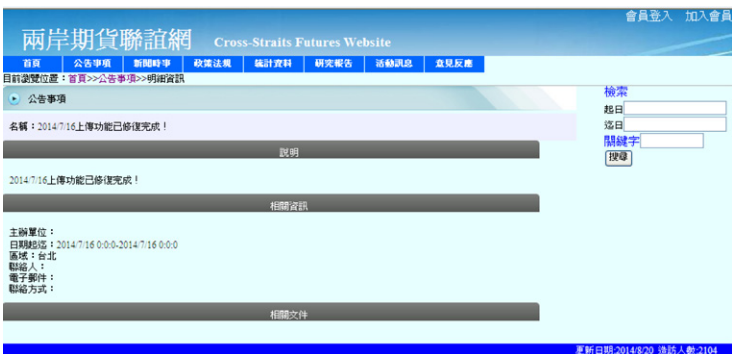 會員登入 加入會員
兩岸期貨聯誼網 Cross-Straits Futures Website
首頁 公告事項 新聞時事 政策法規 統計資料 研究報告 活動訊息 意見反應
目前瀏覽位置：首頁>>公告事項>>明細資訊
公告事項
名稱：2014/7/16上傳功能已修復完成！
說明
2014/7/16上傳功能已修復完成！
相關資訊
主辦單位：
日期起迄：2014/7/16 0:0:0-2014/7/16 0:0:0
區域：台北
聯絡人：
電子郵件：
聯絡方式：
相關文件
檢索
起日
迄日
關鍵字
搜尋
更新日期:2014/8/20 造訪人數:2104